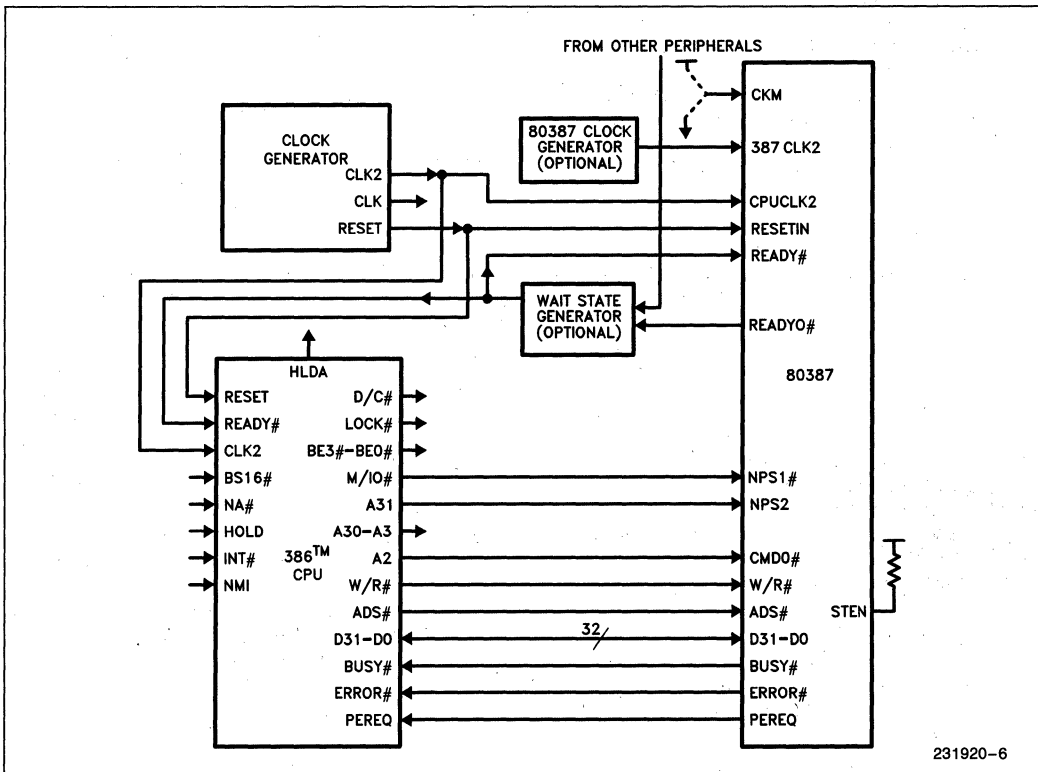 FROM OTHER PERIPHERALS
CLOCK
GENERATOR
CLK2
CLK
RESET
80387 CLOCK
GENERATOR
(OPTIONAL)
WAIT STATE
GENERATOR
(OPTIONAL)
CKM
387 CLK2
CPUCLK2
RESETIN
READY#
READYO#
80387
NPS1#
NPS2
CMD0#
W/R#
ADS#
STEN
D31-D0
BUSY#
ERROR#
PEREQ
HLDA
RESET
READY#
CLK2
BS16#
NA#
HOLD
INT#
NMI
386™
CPU
D/C#
LOCK#
BE3#-BE0#
M/IO#
A31
A30-A3
A2
W/R#
ADS#
D31-D0
BUSY#
ERROR#
PEREQ
32
231920-6